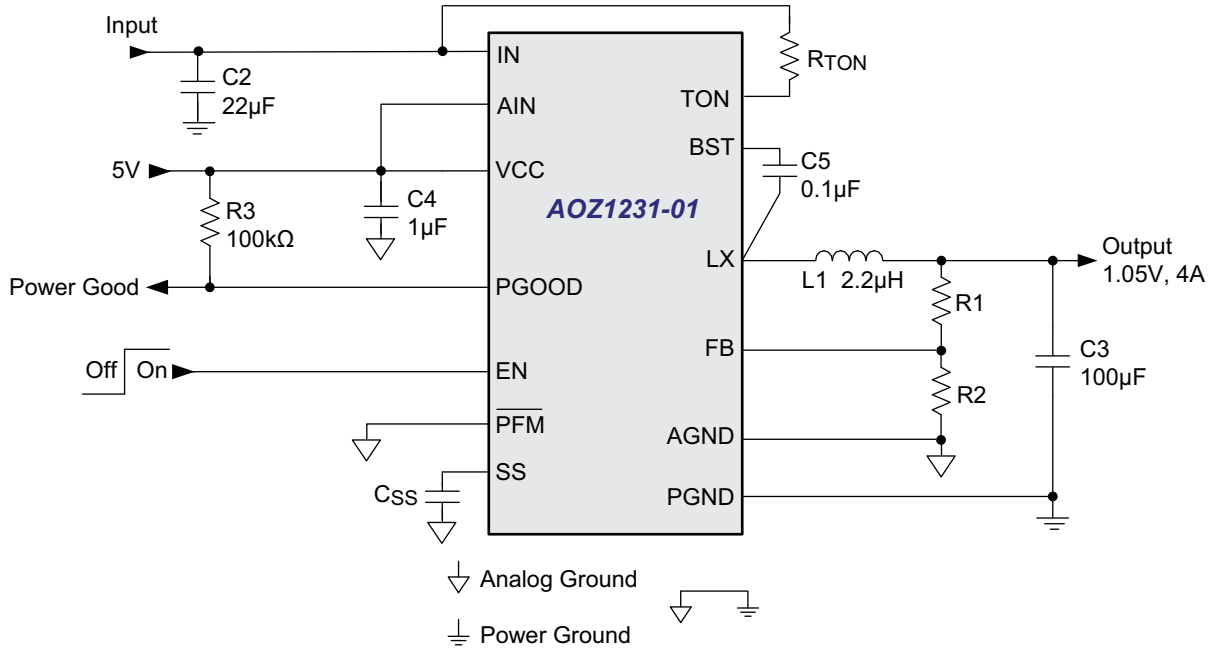 Input
C2
22µF
5V
R3
100kΩ
C4
1µF
Power Good
Off On
CSS
IN
AIN
VCC
PGOOD
EN
PFM
SS
AOZ1231-01
TON
BST
LX
FB
AGND
PGND
RTON
C5
0.1µF
L1 2.2µH
R1
R2
C3
100µF
Output
1.05V, 4A
Analog Ground
Power Ground